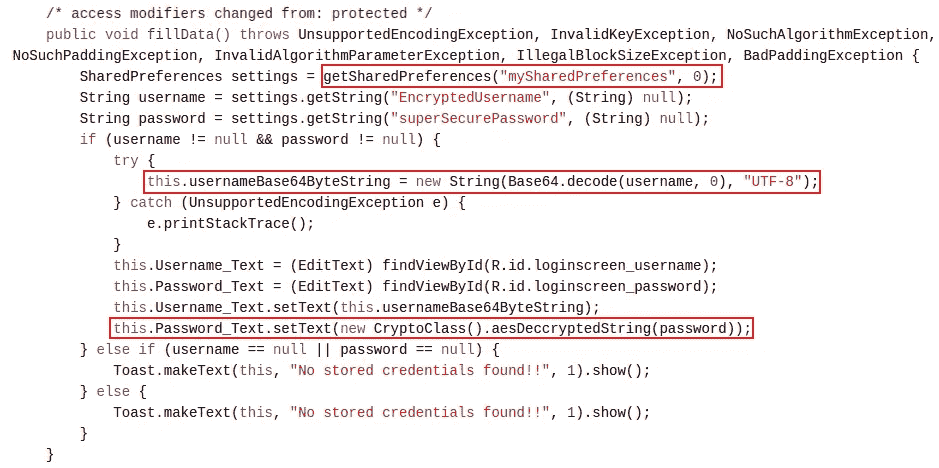 /* access modifiers changed from: protected */
public void fillData() throws UnsupportedEncodingException, InvalidKeyException, NoSuchAlgorithmException,
NoSuchPaddingException, InvalidAlgorithmParameterException, IllegalBlockSizeException, BadPaddingException {
SharedPreferences settings = getSharedPreferences("mySharedPreferences", 0);
String username = settings.getString("EncryptedUsername", (String) null);
String password = settings.getString("superSecurePassword", (String) null);
if (username != null && password != null) {
try {
this.usernameBase64ByteString = new String(Base64.decode(username, 0), "UTF-8");
} catch (UnsupportedEncodingException e) {
e.printStackTrace();
}
this.Username_Text = (EditText) findViewById(R.id.loginscreen_username);
this.Password_Text = (EditText) findViewById(R.id.loginscreen_password);
this.Username_Text.setText(this.usernameBase64ByteString);
this.Password_Text.setText(new CryptoClass().aesDeccryptedString(password));
} else if (username == null || password == null) {
Toast.makeText(this, "No stored credentials found!!", 1).show();
} else {
Toast.makeText(this, "No stored credentials found!!", 1).show();
}
}